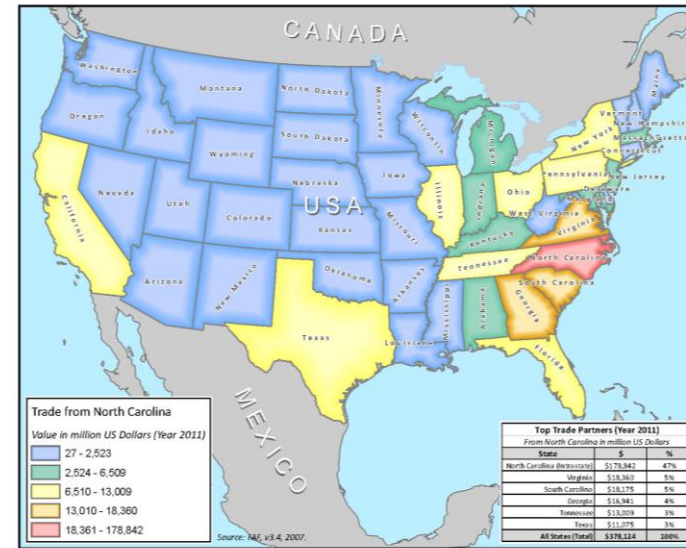 CANADA
Washington
Montana
North Dakota
Minnesota
Maine
Oregon
Idaho
Wyoming
South Dakota
Wisconsin
Michigan
Vermont
New Hampshire
New York
Massachusetts
Connecticut
Nevada
Utah
Colorado
Nebraska
Iowa
Illinois
Indiana
Ohio
Pennsylvania
New Jersey
Delaware
Maryland
USA
California
Kansas
Missouri
Kentucky
West Virginia
Virginia
Arizona
New Mexico
Oklahoma
Arkansas
Tennessee
North Carolina
South Carolina
Texas
Louisiana
Mississippi
Alabama
Georgia
Florida
MEXICO
Trade from North Carolina
Value in million US Dollars (Year 2011)
27 - 2,523
2,524 - 6,509
6,510 - 13,009
13,010 - 18,360
18,361 - 178,842
Source: FAF, v3.4, 2007.
Top Trade Partners (Year 2011)
From North Carolina in million US Dollars
State $ %
North Carolina (Intrastate) $178,842 47%
Virginia $18,360 5%
South Carolina $18,175 5%
Georgia $16,941 4%
Tennessee $13,009 3%
Texas $11,075 3%
All States (Total) $378,124 100%